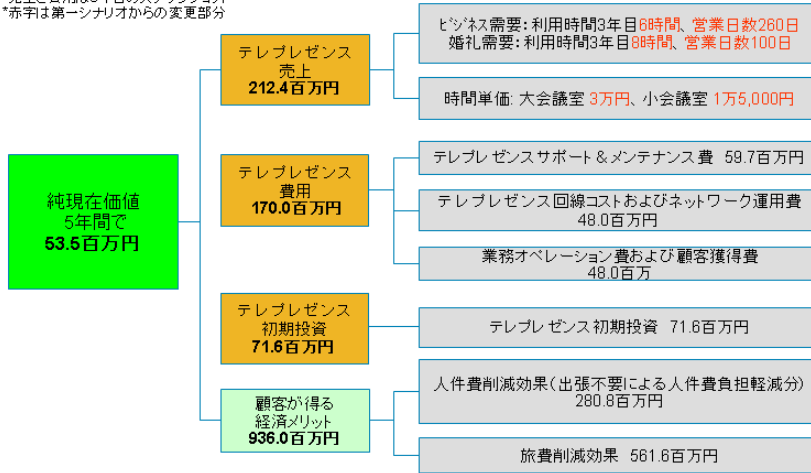 *赤字は第一シナリオからの変更部分
純現在価値
5年間で
53.5百万円
テレプレゼンス
売上
212.4百万円
ビジネス需要：利用時間3年目6時間、営業日数260日
婚礼需要：利用時間3年目8時間、営業日数100日
時間単価: 大会議室 3万円、小会議室 1万5,000円
テレプレゼンス
費用
170.0百万円
テレプレゼンスサポート＆メンテナンス費 59.7百万円
テレプレゼンス回線コストおよびネットワーク運用費
48.0百万円
業務オペレーション費および顧客獲得費
48.0百万
テレプレゼンス
初期投資
71.6百万円
テレプレゼンス初期投資 71.6百万円
顧客が得る
経済メリット
936.0百万円
人件費削減効果（出張不要による人件費負担軽減分）
280.8百万円
旅費削減効果 561.6百万円